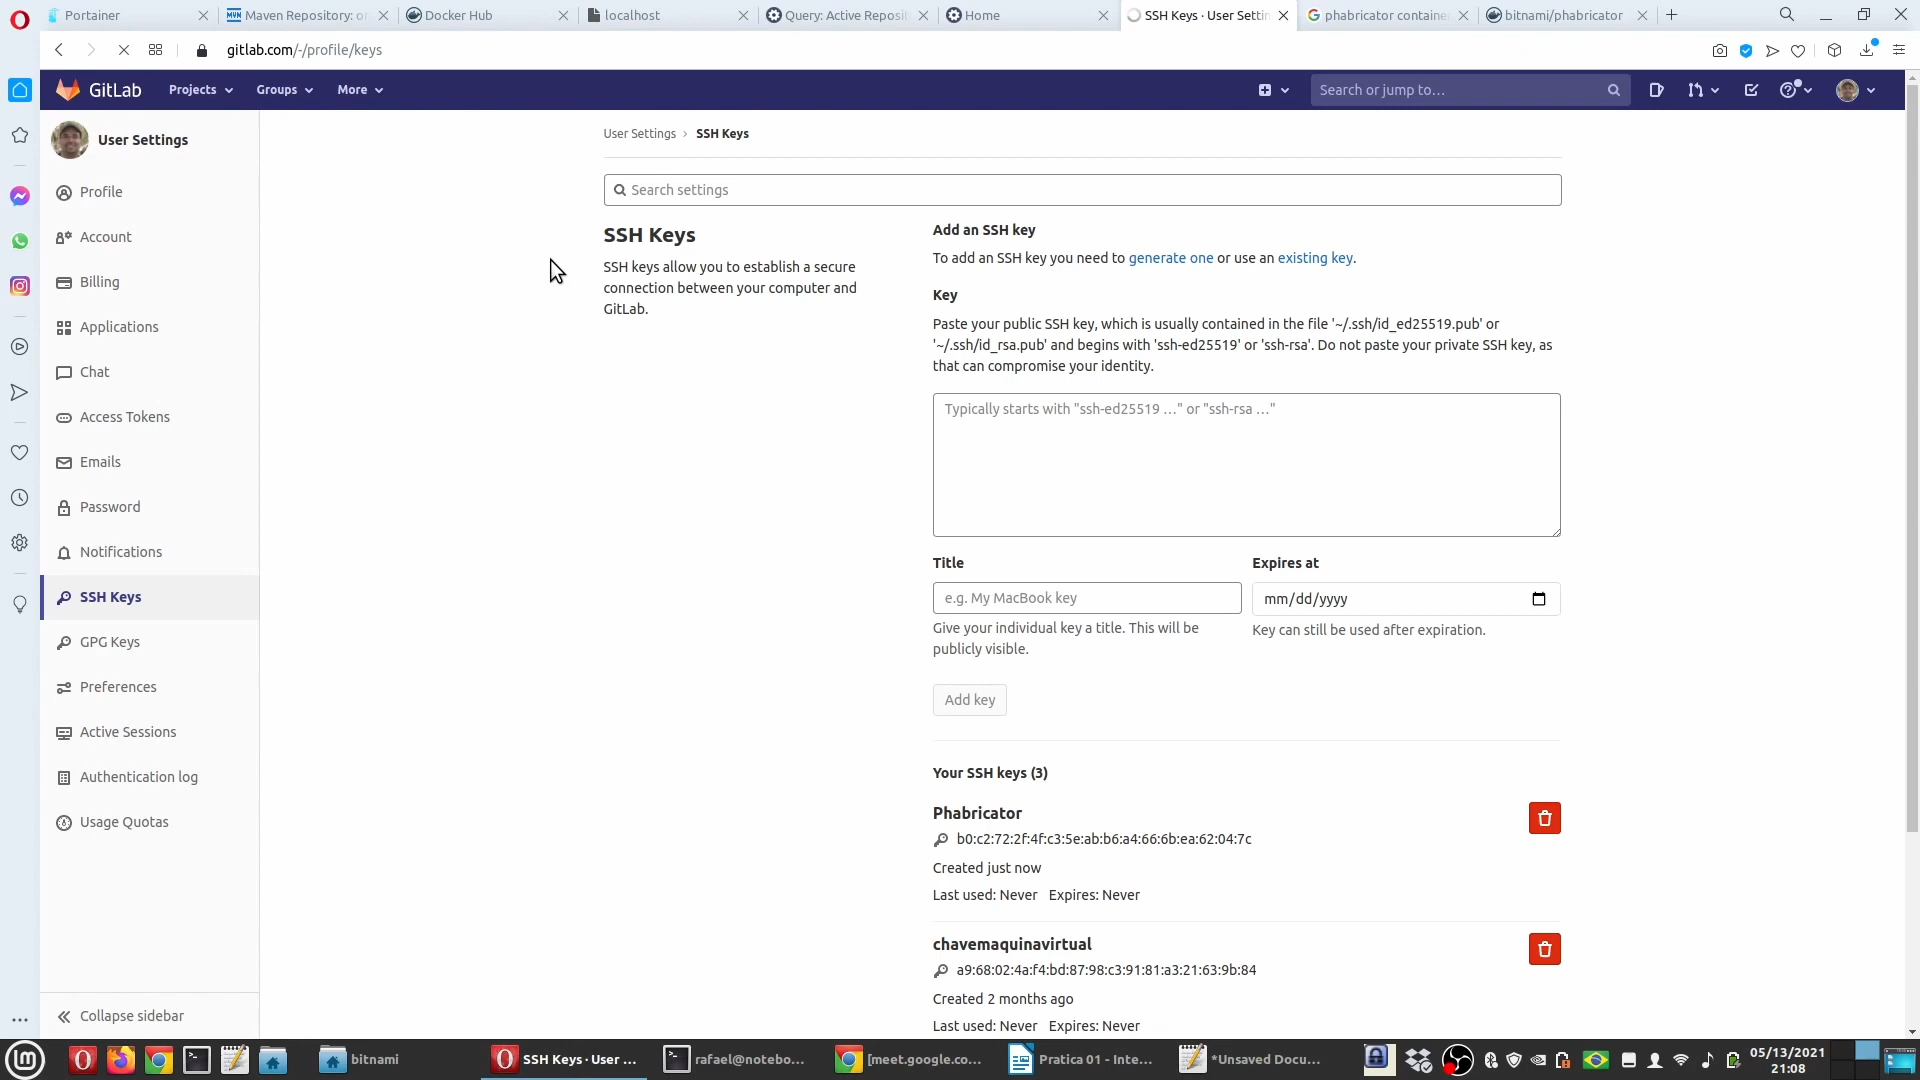 Portainer
Maven Repository: or
Docker Hub
localhost
Query: Active Reposit
Home
SSH Keys · User Settin
phabricator containe
bitnami/phabricator
gitlab.com/-/profile/keys
GitLab
Projects
Groups
More
Search or jump to…
User Settings
Profile
Account
Billing
Applications
Chat
Access Tokens
Emails
Password
Notifications
SSH Keys
GPG Keys
Preferences
Active Sessions
Authentication log
Usage Quotas
Collapse sidebar
User Settings › SSH Keys
Search settings
SSH Keys
SSH keys allow you to establish a secure
connection between your computer and
GitLab.
Add an SSH key
To add an SSH key you need to generate one or use an existing key.
Key
Paste your public SSH key, which is usually contained in the file '~/.ssh/id_ed25519.pub' or
'~/.ssh/id_rsa.pub' and begins with 'ssh-ed25519' or 'ssh-rsa'. Do not paste your private SSH key, as
that can compromise your identity.
Typically starts with "ssh-ed25519 …" or "ssh-rsa …"
Title
Expires at
e.g. My MacBook key
mm/dd/yyyy
Give your individual key a title. This will be
publicly visible.
Key can still be used after expiration.
Add key
Your SSH keys (3)
Phabricator
b0:c2:72:2f:4f:c3:5e:ab:b6:a4:66:6b:ea:62:04:7c
Created just now
Last used: Never Expires: Never
chavemaquinavirtual
a9:68:02:4a:f4:bd:87:98:c3:91:81:a3:21:63:9b:84
Created 2 months ago
Last used: Never Expires: Never
bitnami
SSH Keys · User ...
rafael@notebo...
[meet.google.co...
Pratica 01 - Inte...
*Unsaved Docu...
05/13/2021
21:08